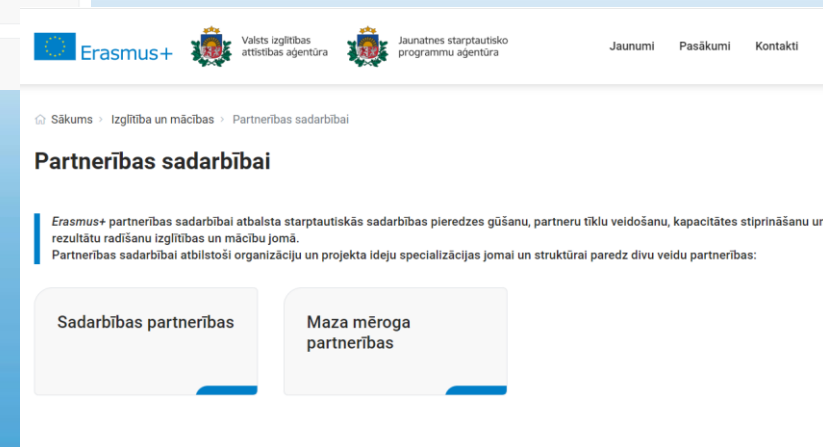 Erasmus+
Valsts izglītības
attīstības aģentūra
Jaunatnes starptautisko
programmu aģentūra
Jaunumi
Pasākumi
Kontakti
Sākums > Izglītība un mācības > Partnerības sadarbībai
Partnerības sadarbībai
Erasmus+ partnerības sadarbībai atbalsta starptautiskās sadarbības pieredzes gūšanu, partneru tīklu veidošanu, kapacitātes stiprināšanu un
rezultātu radīšanu izglītības un mācību jomā.
Partnerības sadarbībai atbilstoši organizāciju un projekta ideju specializācijas jomai un struktūrai paredz divu veidu partnerības:
Sadarbības partnerības
Maza mēroga
partnerības